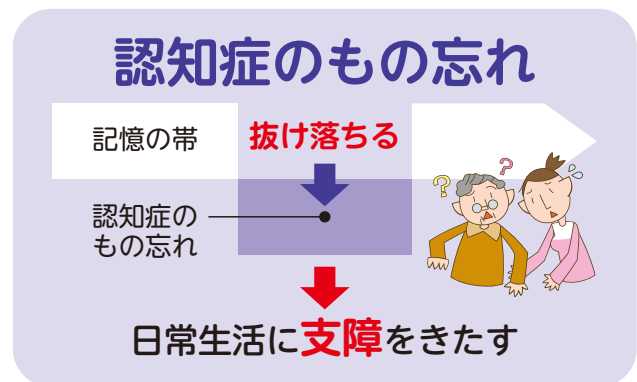 認知症のもの忘れ
記憶の帯
抜け落ちる
認知症の
もの忘れ
?
?
日常生活に支障をきたす